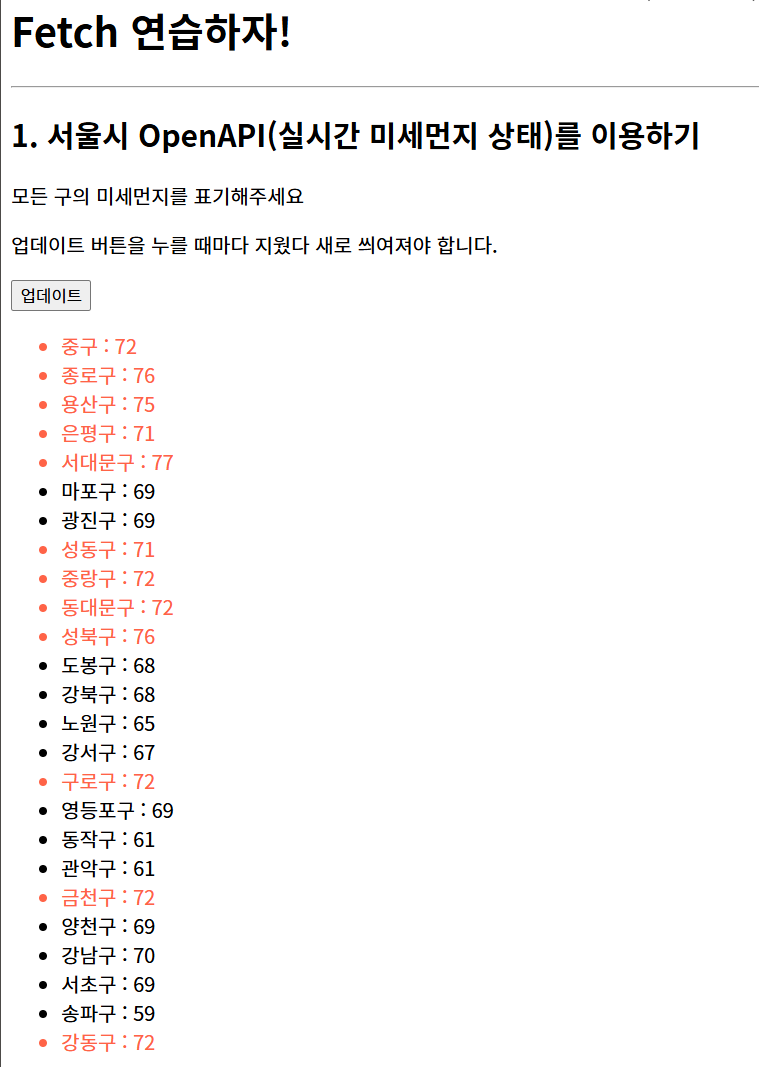 Fetch 연습하자!
1. 서울시 OpenAPI(실시간 미세먼지 상태)를 이용하기
모든 구의 미세먼지를 표기해주세요
업데이트 버튼을 누를 때마다 지웠다 새로 씌여져야 합니다.
업데이트
중구 : 72
종로구 : 76
용산구 : 75
은평구 : 71
서대문구 : 77
마포구 : 69
광진구 : 69
성동구 : 71
중랑구 : 72
동대문구 : 72
성북구 : 76
도봉구 : 68
강북구 : 68
노원구 : 65
강서구 : 67
구로구 : 72
영등포구 : 69
동작구 : 61
관악구 : 61
금천구 : 72
양천구 : 69
강남구 : 70
서초구 : 69
송파구 : 59
강동구 : 72